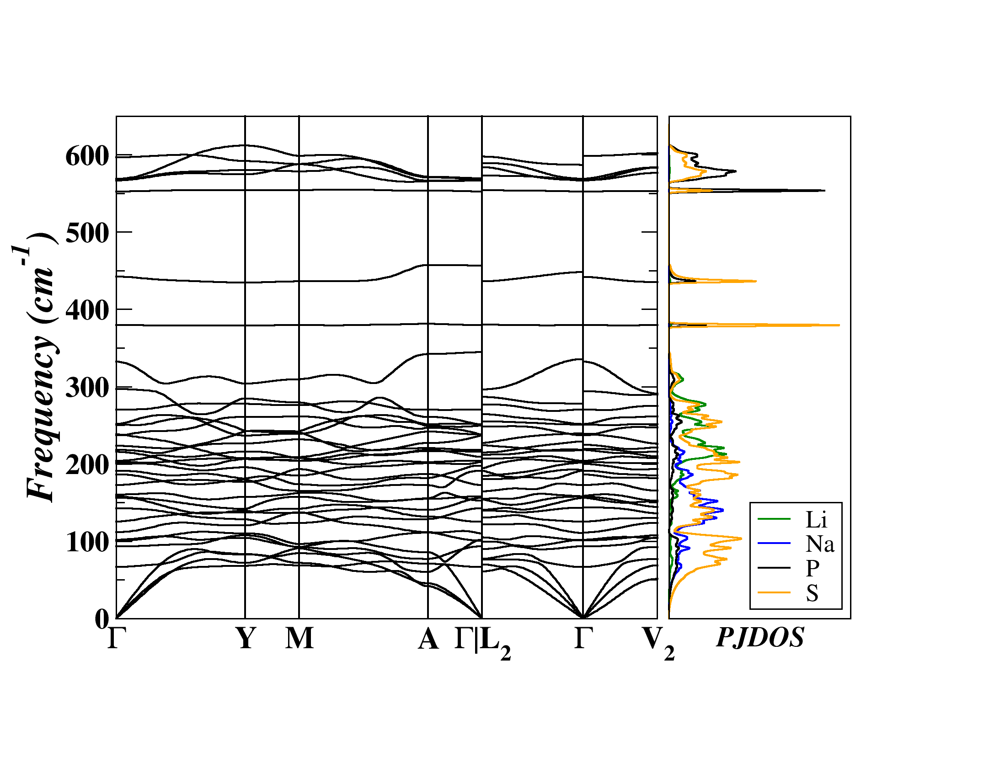 Frequency (cm-1)
600
500
400
300
200
100
0
Γ Y M A Γ|L2 Γ V2 PJDOS
Li
Na
P
S